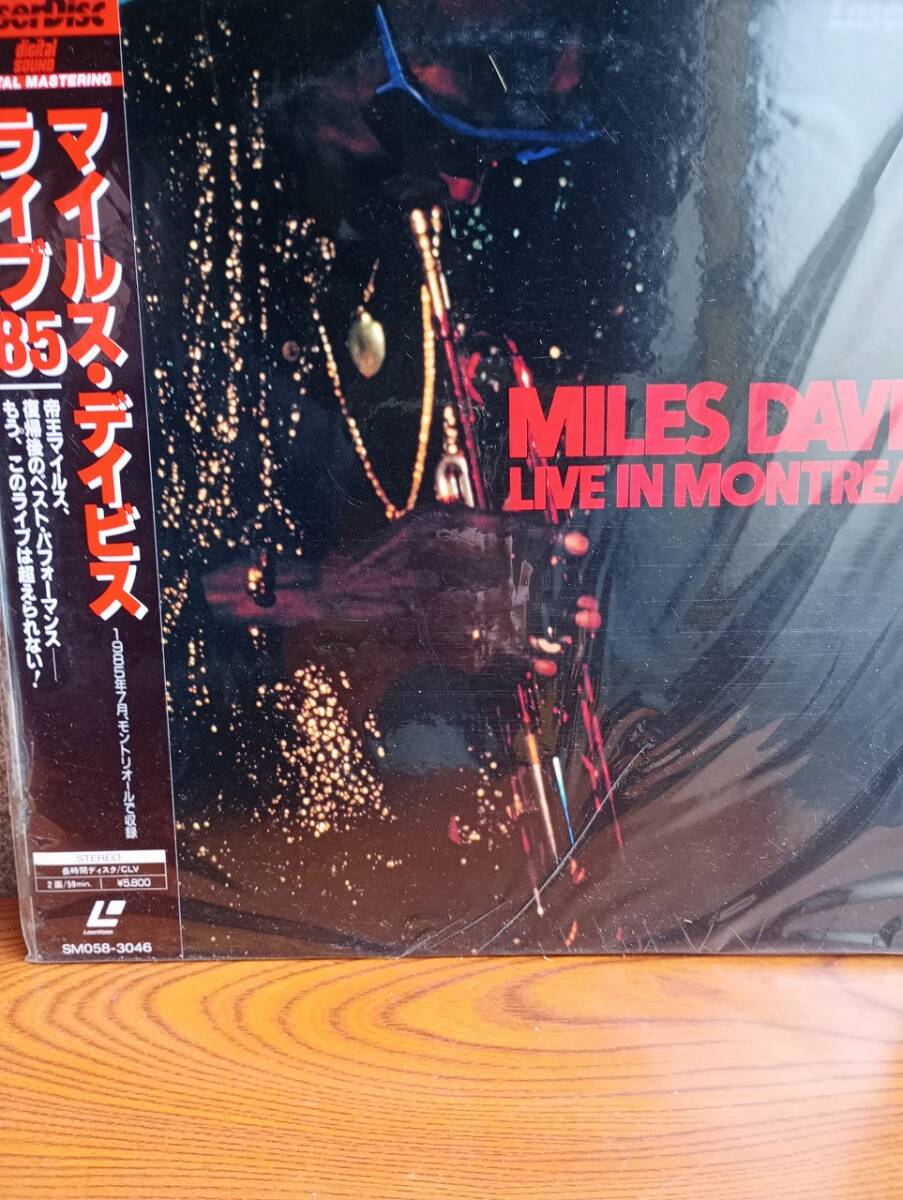 serDisc
digital
SOUND
TAL MASTERING
マイルス・デイビス
ライブ'85
帝王マイルス、
復帰後のベスト・パフォーマンス——
もう、このライブは超えられない!
1985年7月、モントリオールで収録
STEREO
長時間ディスク/CLV
2面/59min. ¥5,800
LaserVision
SM058-3046
MILES DAVI
LIVE IN MONTREA